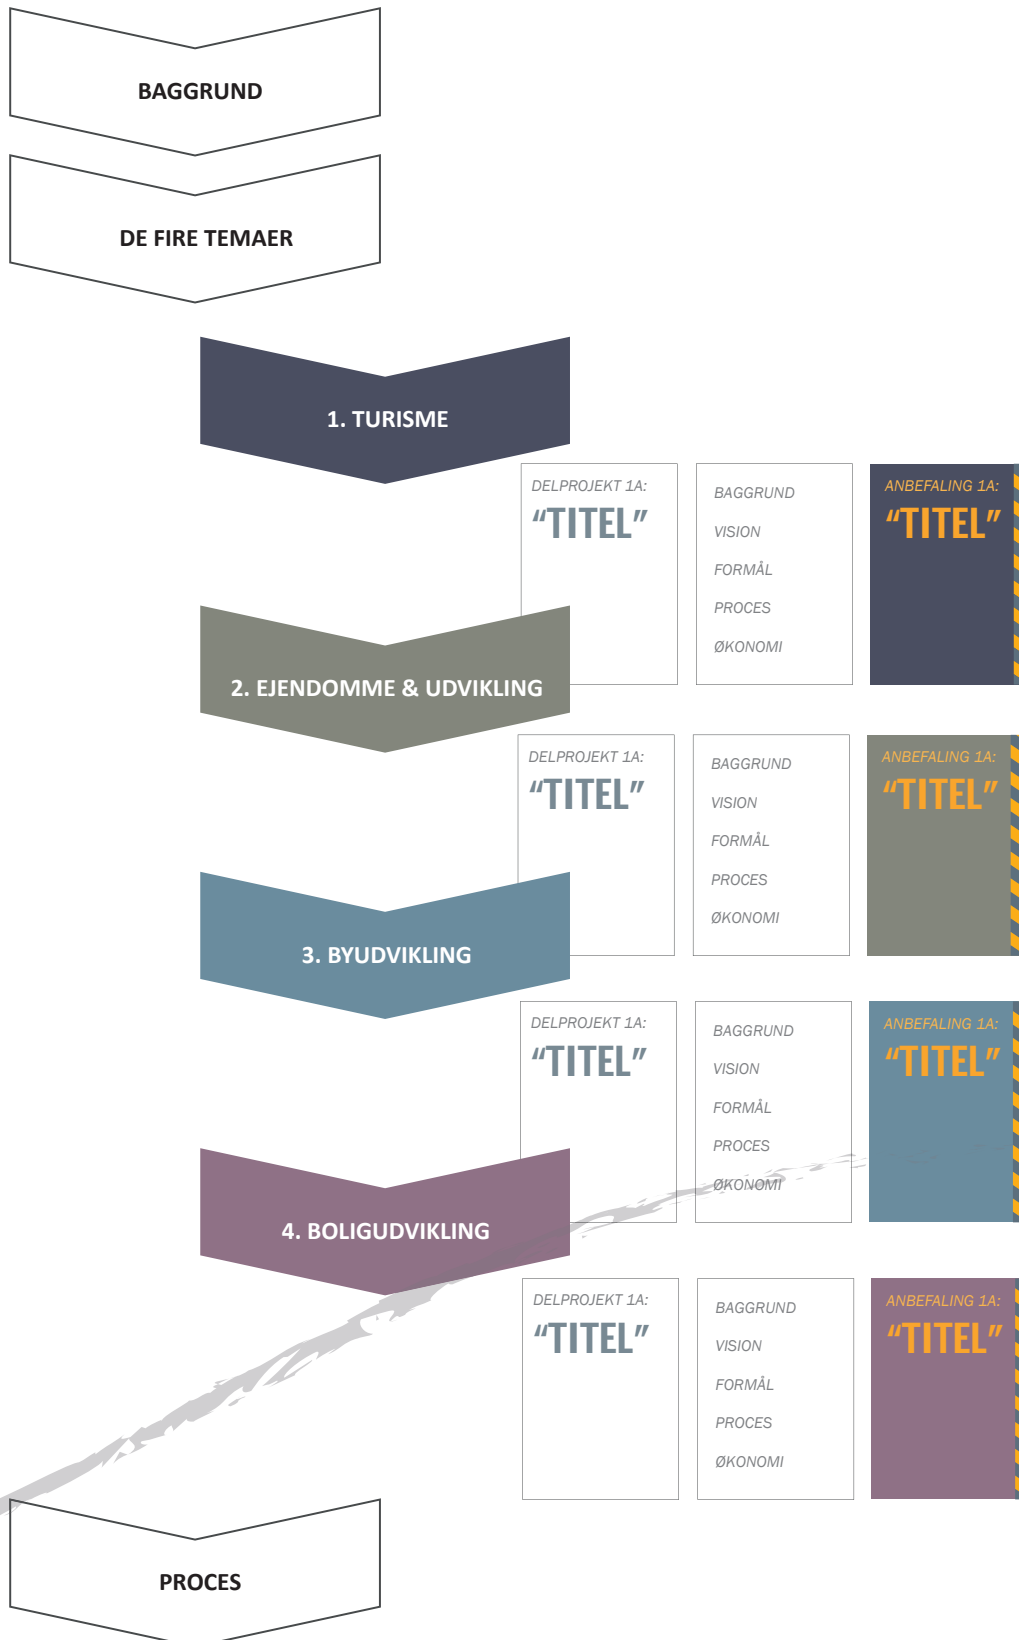 BAGGRUND
DE FIRE TEMAER
1. TURISME
DELPROJEKT 1A:
“TITEL”
BAGGRUND
VISION
FORMÅL
PROCES
ØKONOMI
ANBEFALING 1A:
“TITEL”
2. EJENDOMME & UDVIKLING
DELPROJEKT 1A:
“TITEL”
BAGGRUND
VISION
FORMÅL
PROCES
ØKONOMI
ANBEFALING 1A:
“TITEL”
3. BYUDVIKLING
DELPROJEKT 1A:
“TITEL”
BAGGRUND
VISION
FORMÅL
PROCES
ØKONOMI
ANBEFALING 1A:
“TITEL”
4. BOLIGUDVIKLING
DELPROJEKT 1A:
“TITEL”
BAGGRUND
VISION
FORMÅL
PROCES
ØKONOMI
ANBEFALING 1A:
“TITEL”
PROCES